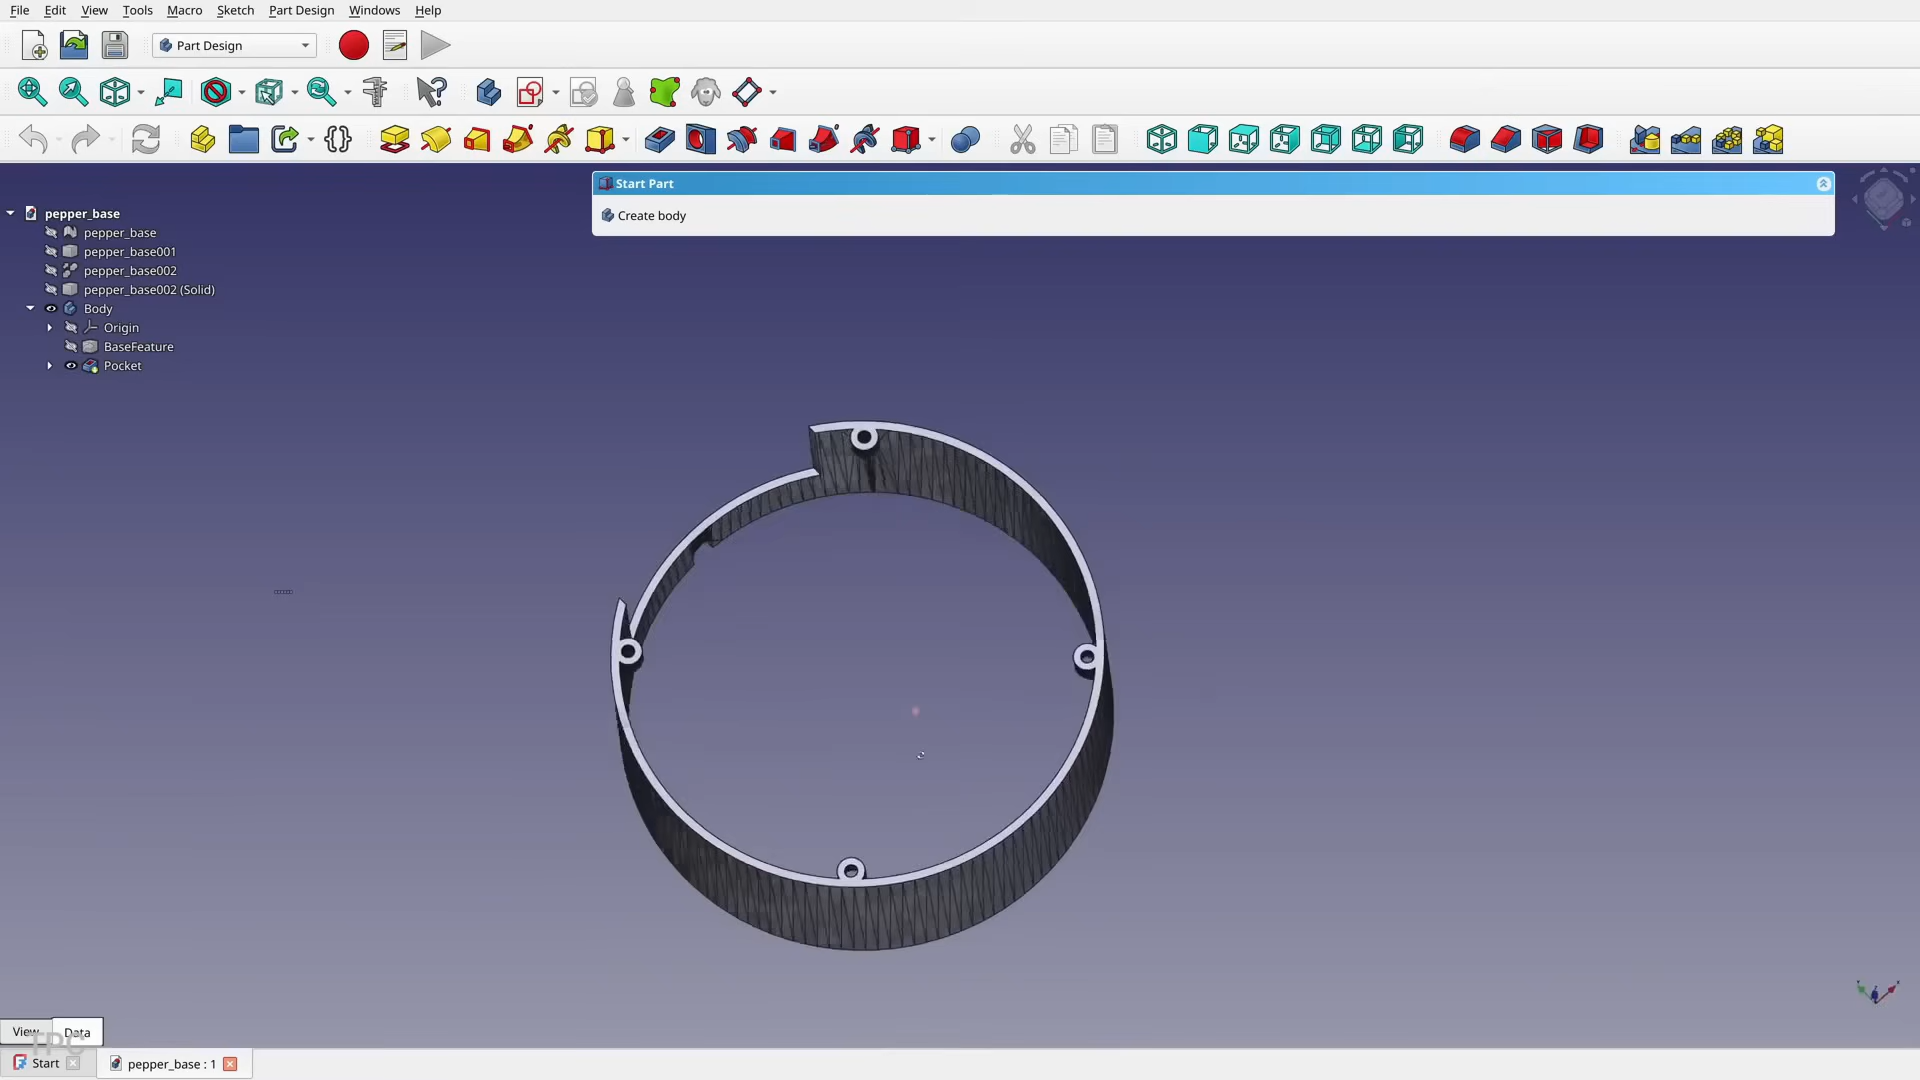 File Edit View Tools Macro Sketch Part Design Windows Help
Part Design
Start Part
Create body
pepper_base
pepper_base
pepper_base001
pepper_base002
pepper_base002 (Solid)
Body
Origin
BaseFeature
Pocket
View Data
TPC
Start pepper_base : 1